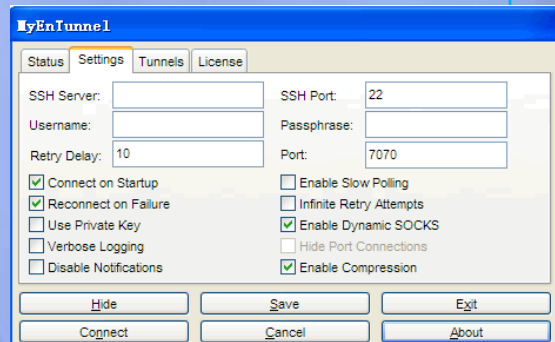 MyEnTunnel
Status Settings Tunnels License
SSH Server: SSH Port: 22
Username: Passphrase:
Retry Delay: 10 Port: 7070
Connect on Startup Enable Slow Polling
Reconnect on Failure Infinite Retry Attempts
Use Private Key Enable Dynamic SOCKS
Verbose Logging Hide Port Connections
Disable Notifications Enable Compression
Hide Save Exit
Connect Cancel About